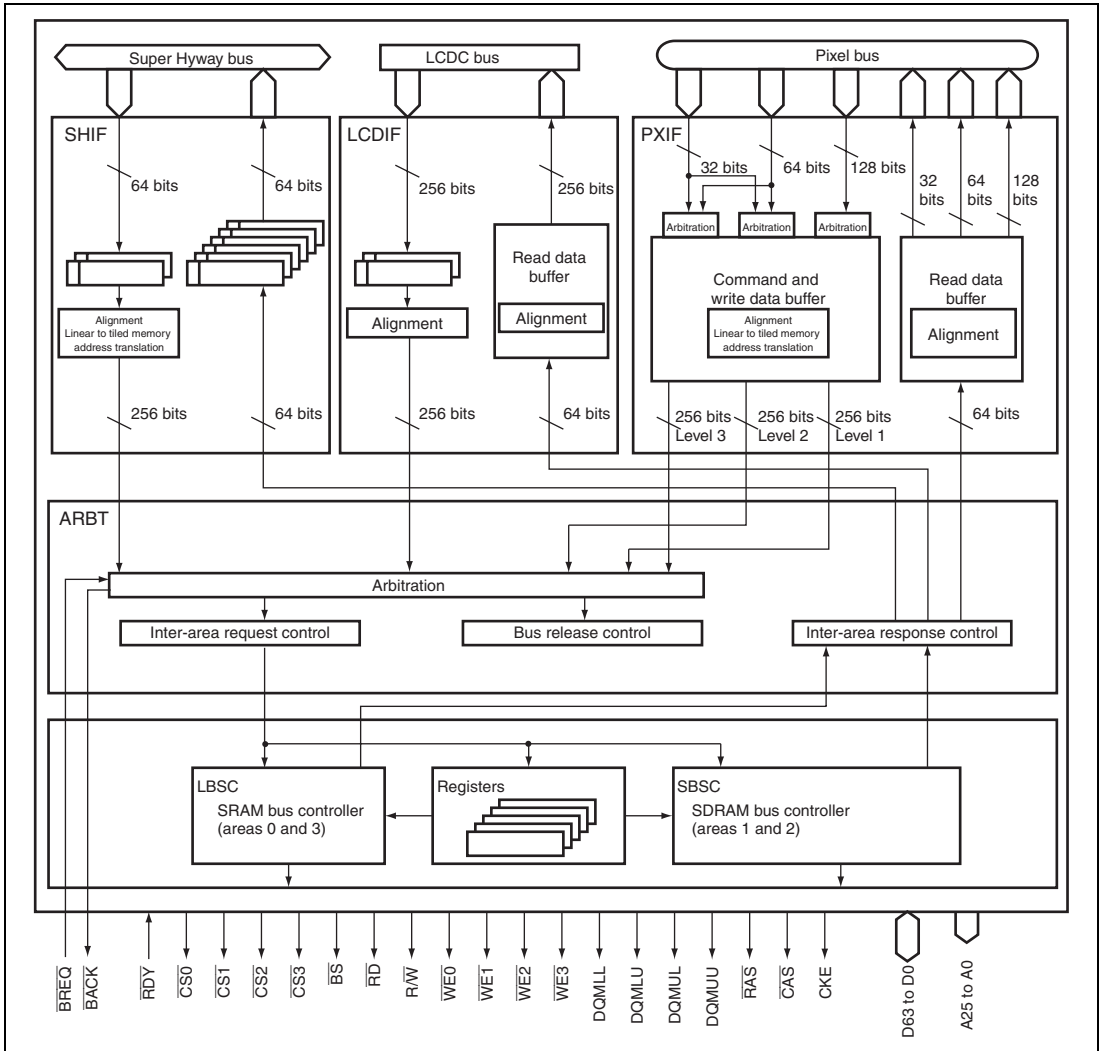 Super Hyway bus
LCDC bus
Pixel bus
SHIF
64 bits
64 bits
Alignment
Linear to tiled memory
address translation
256 bits
64 bits
LCDIF
256 bits
256 bits
Read data
buffer
Alignment
Alignment
256 bits
64 bits
PXIF
32 bits
64 bits
128 bits
32
bits
64
bits
128
bits
Arbitration
Arbitration
Arbitration
Command and
write data buffer
Alignment
Linear to tiled memory
address translation
Read data
buffer
Alignment
256 bits
Level 3
256 bits
Level 2
256 bits
Level 1
64 bits
ARBT
Arbitration
Inter-area request control
Bus release control
Inter-area response control
LBSC
SRAM bus controller
(areas 0 and 3)
Registers
SBSC
SDRAM bus controller
(areas 1 and 2)
BREQ
BACK
RDY
CS0
CS1
CS2
CS3
BS
RD
R/W
WE0
WE1
WE2
WE3
DQMLL
DQMLU
DQMUL
DQMUU
RAS
CAS
CKE
D63 to D0
A25 to A0